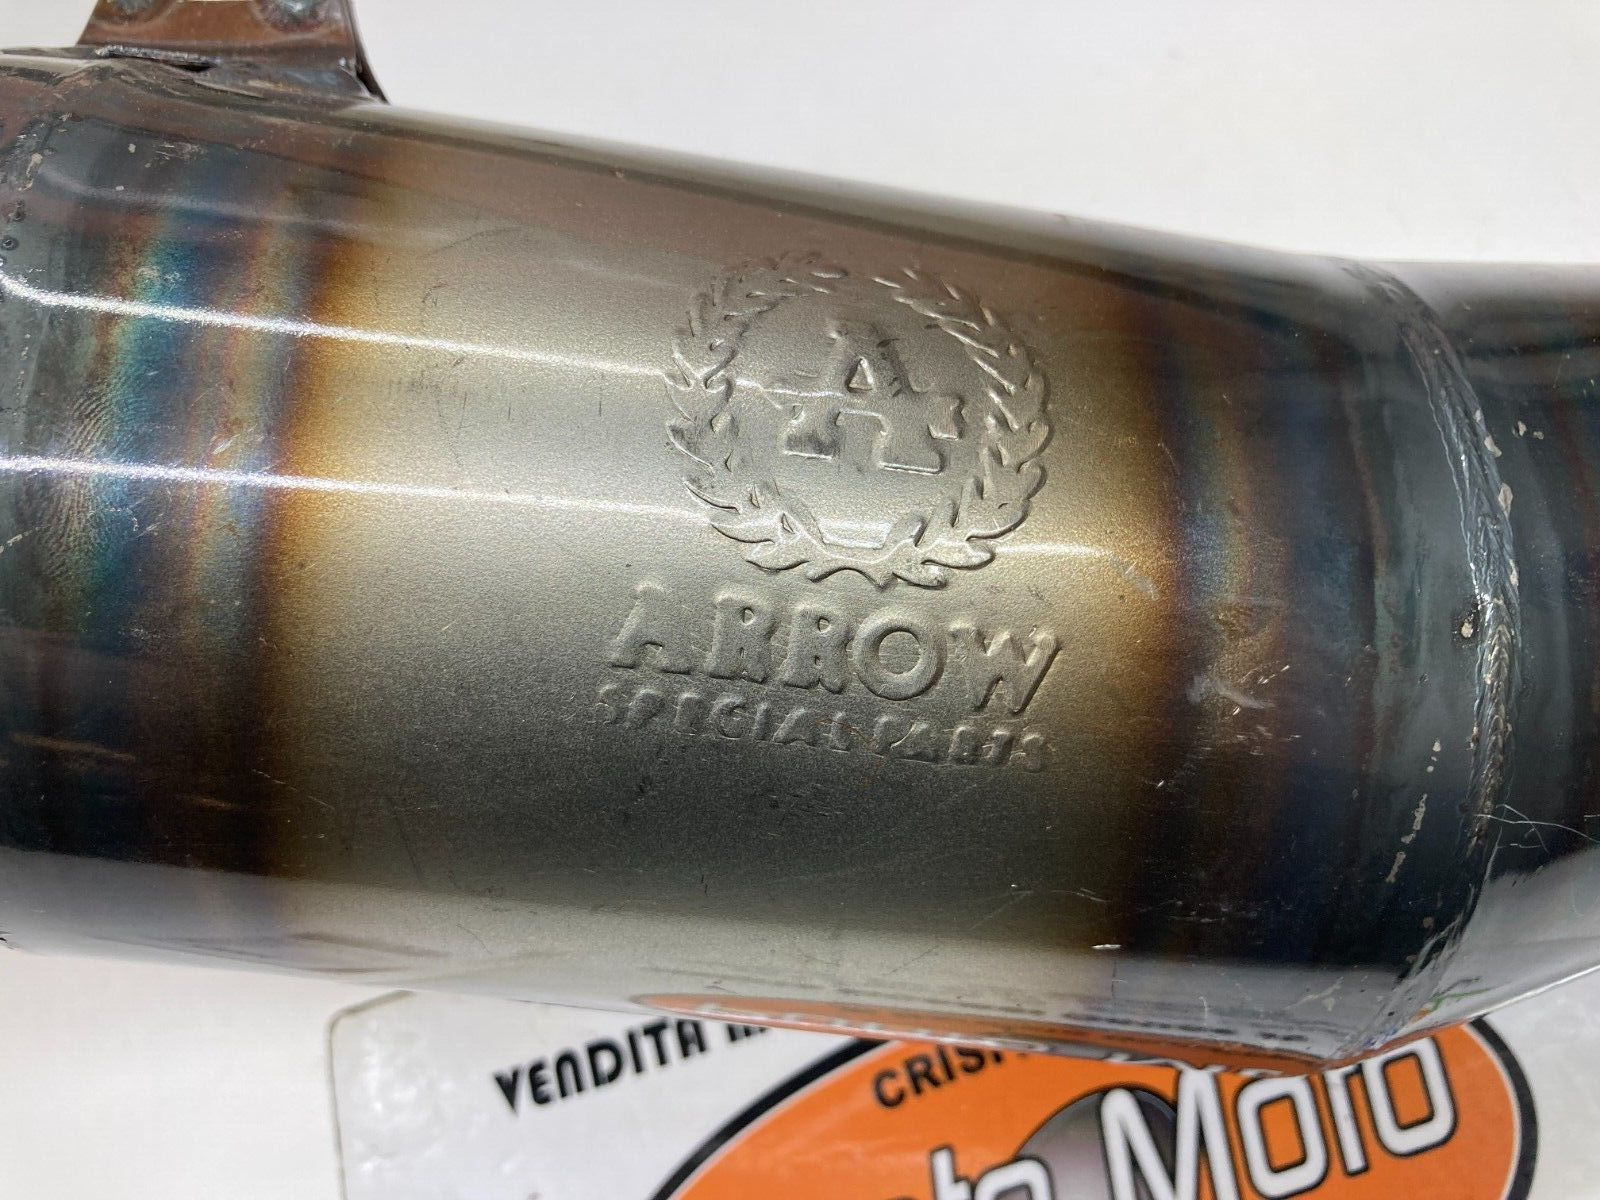 A
ARROW
SPECIAL PARTS
VENDITA
Moto